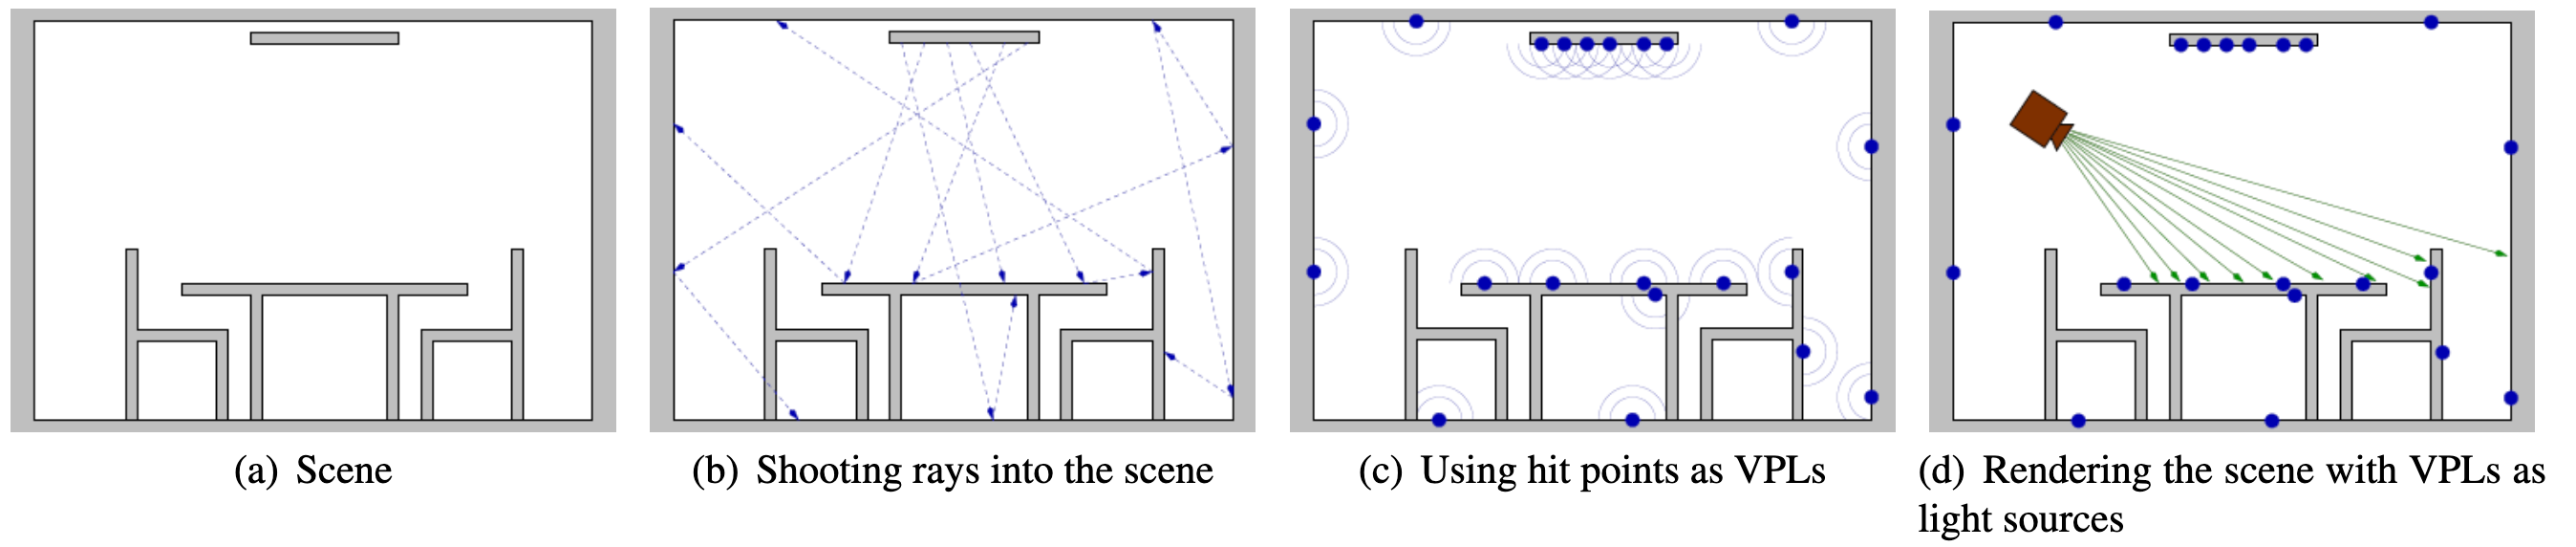 (a) Scene
(b) Shooting rays into the scene
(c) Using hit points as VPLs
(d) Rendering the scene with VPLs as
light sources